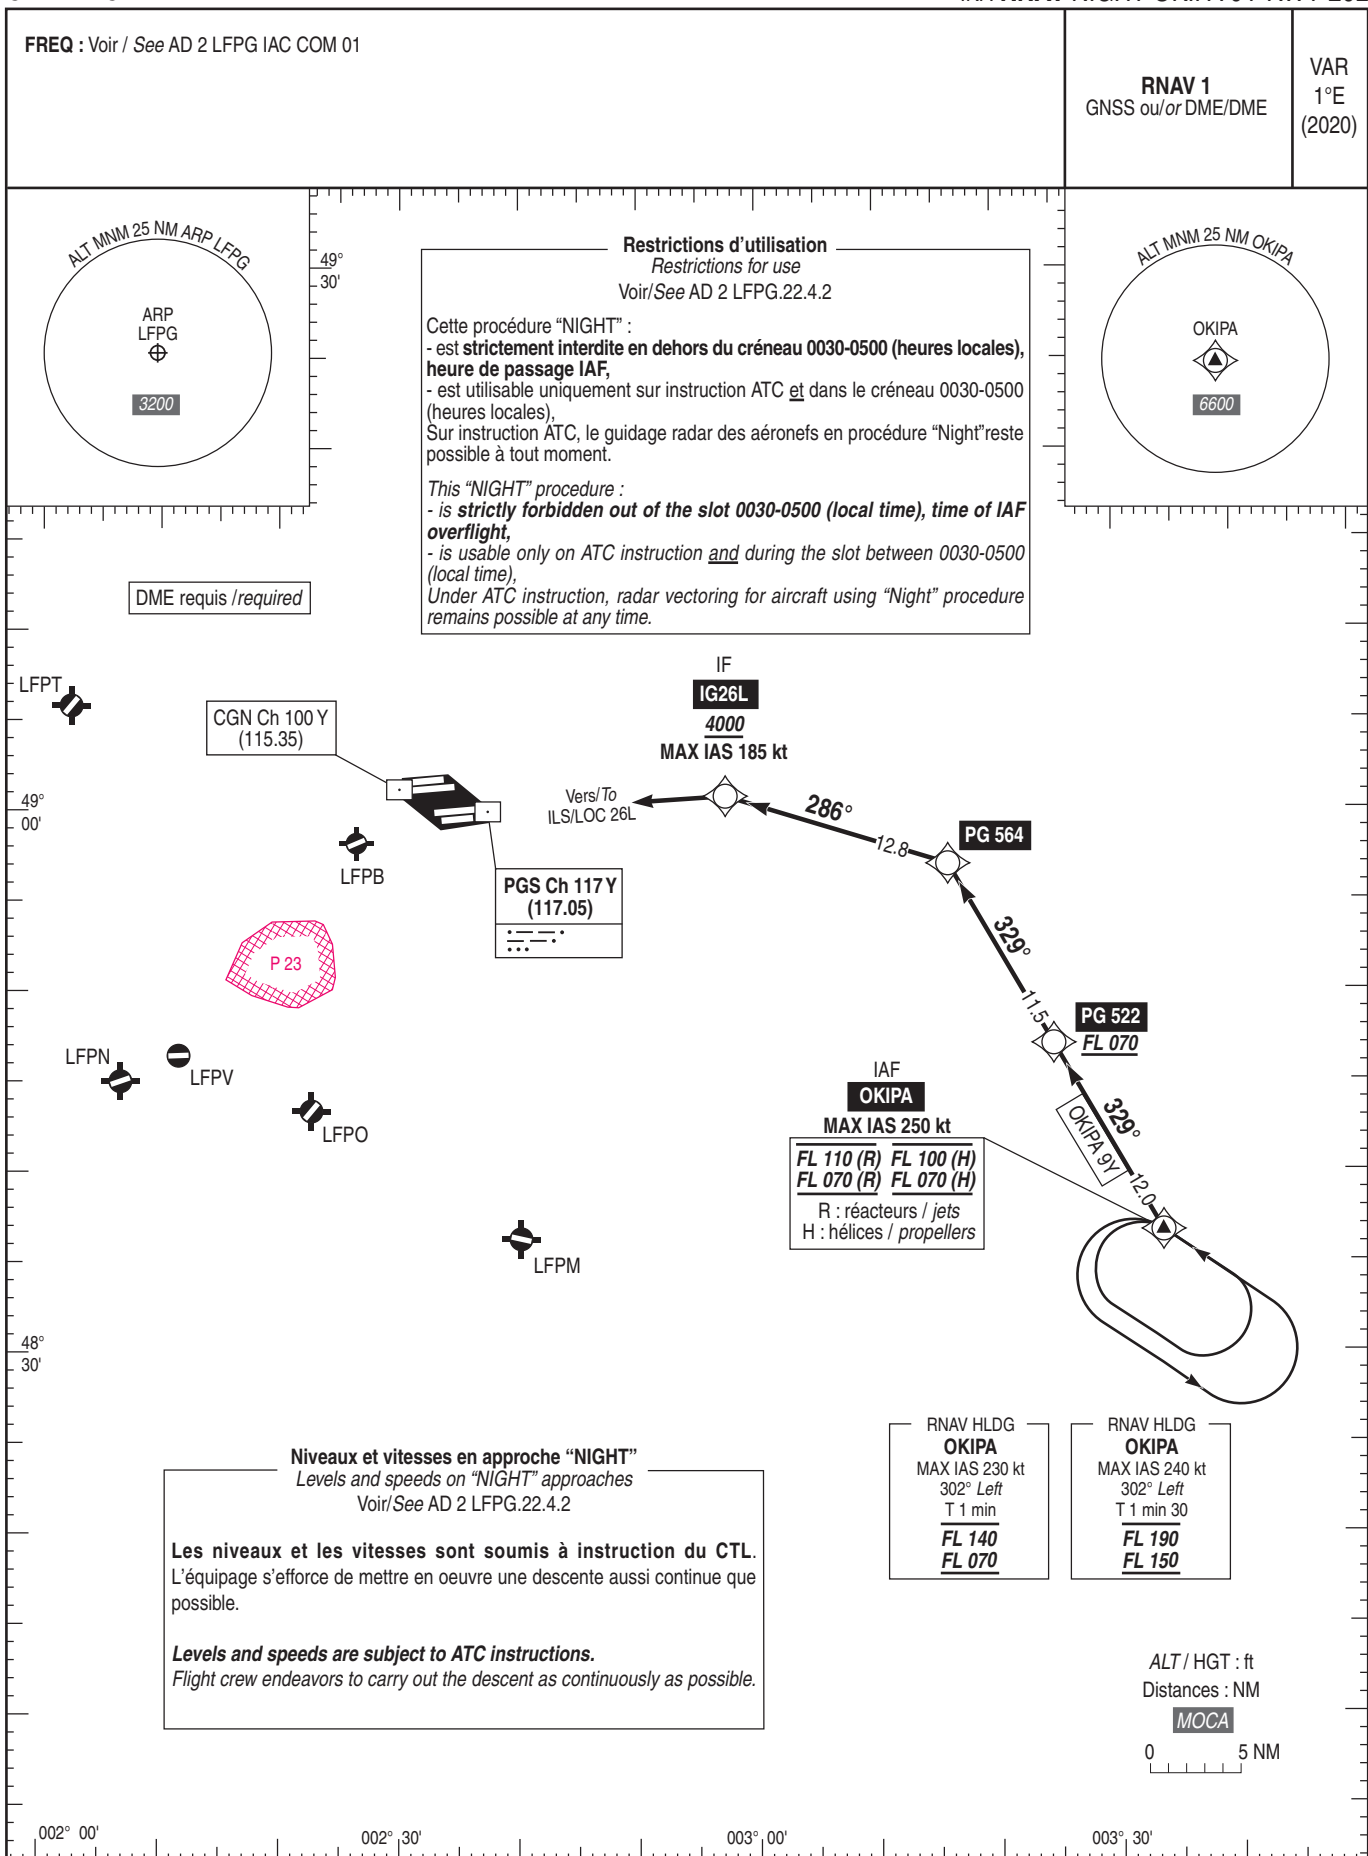 FREQ : Voir / See AD 2 LFPG IAC COM 01
RNAV 1
GNSS ou/or DME/DME
VAR
1°E
(2020)
ALT MNM 25 NM ARP LFPG
ARP
LFPG
3200
49°
30'
Restrictions d’utilisation
Restrictions for use
Voir/See AD 2 LFPG.22.4.2
Cette procédure “NIGHT” :
- est strictement interdite en dehors du créneau 0030-0500 (heures locales),
heure de passage IAF,
- est utilisable uniquement sur instruction ATC et dans le créneau 0030-0500
(heures locales),
Sur instruction ATC, le guidage radar des aéronefs en procédure “Night”reste
possible à tout moment.
This “NIGHT” procedure :
- is strictly forbidden out of the slot 0030-0500 (local time), time of IAF
overflight,
- is usable only on ATC instruction and during the slot between 0030-0500
(local time),
Under ATC instruction, radar vectoring for aircraft using “Night” procedure
remains possible at any time.
ALT MNM 25 NM OKIPA
OKIPA
6600
DME requis /required
LFPT
CGN Ch 100 Y
(115.35)
IF
IG26L
4000
MAX IAS 185 kt
Vers/To
ILS/LOC 26L
286°
12.8
PG 564
49°
00'
LFPB
PGS Ch 117 Y
(117.05)
P 23
329°
11.5
PG 522
FL 070
LFPN
LFPV
LFPO
IAF
OKIPA
MAX IAS 250 kt
FL 110 (R) FL 100 (H)
FL 070 (R) FL 070 (H)
R : réacteurs / jets
H : hélices / propellers
329°
OKIPA 9Y
12.0
LFPM
48°
30'
RNAV HLDG
OKIPA
MAX IAS 230 kt
302° Left
T 1 min
FL 140
FL 070
RNAV HLDG
OKIPA
MAX IAS 240 kt
302° Left
T 1 min 30
FL 190
FL 150
Niveaux et vitesses en approche “NIGHT”
Levels and speeds on “NIGHT” approaches
Voir/See AD 2 LFPG.22.4.2
Les niveaux et les vitesses sont soumis à instruction du CTL.
L’équipage s’efforce de mettre en oeuvre une descente aussi continue que
possible.
Levels and speeds are subject to ATC instructions.
Flight crew endeavors to carry out the descent as continuously as possible.
ALT / HGT : ft
Distances : NM
MOCA
0 5 NM
002° 00'
002° 30'
003° 00'
003° 30'